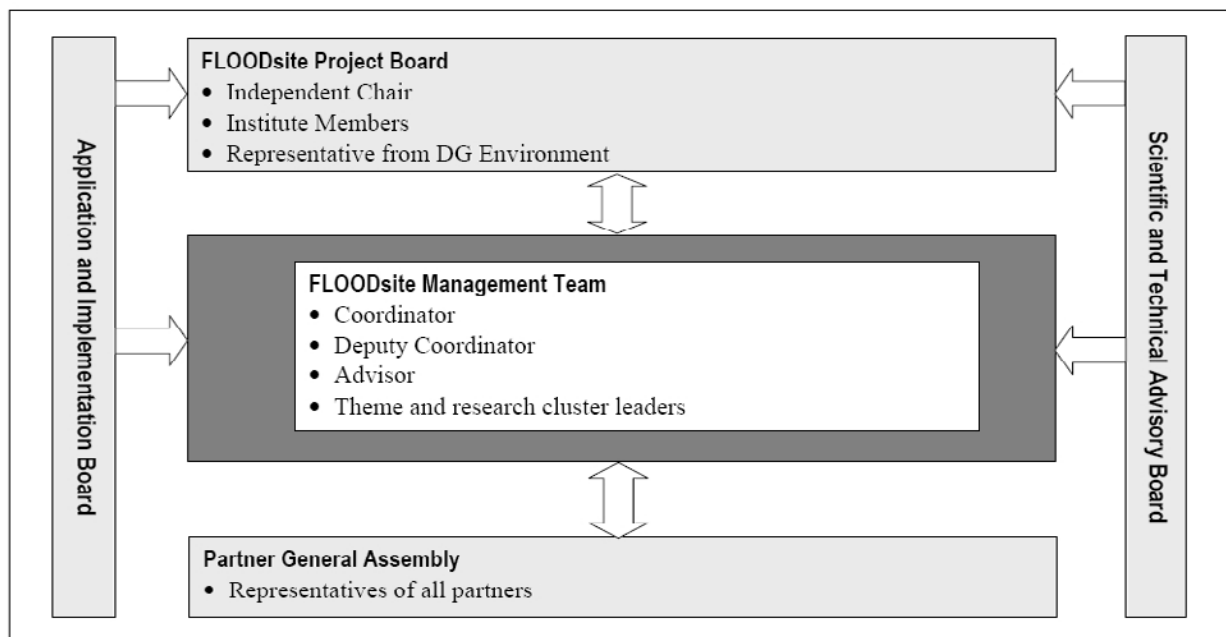 Application and Implementation Board
FLOODsite Project Board
• Independent Chair
• Institute Members
• Representative from DG Environment
FLOODsite Management Team
• Coordinator
• Deputy Coordinator
• Advisor
• Theme and research cluster leaders
Partner General Assembly
• Representatives of all partners
Scientific and Technical Advisory Board